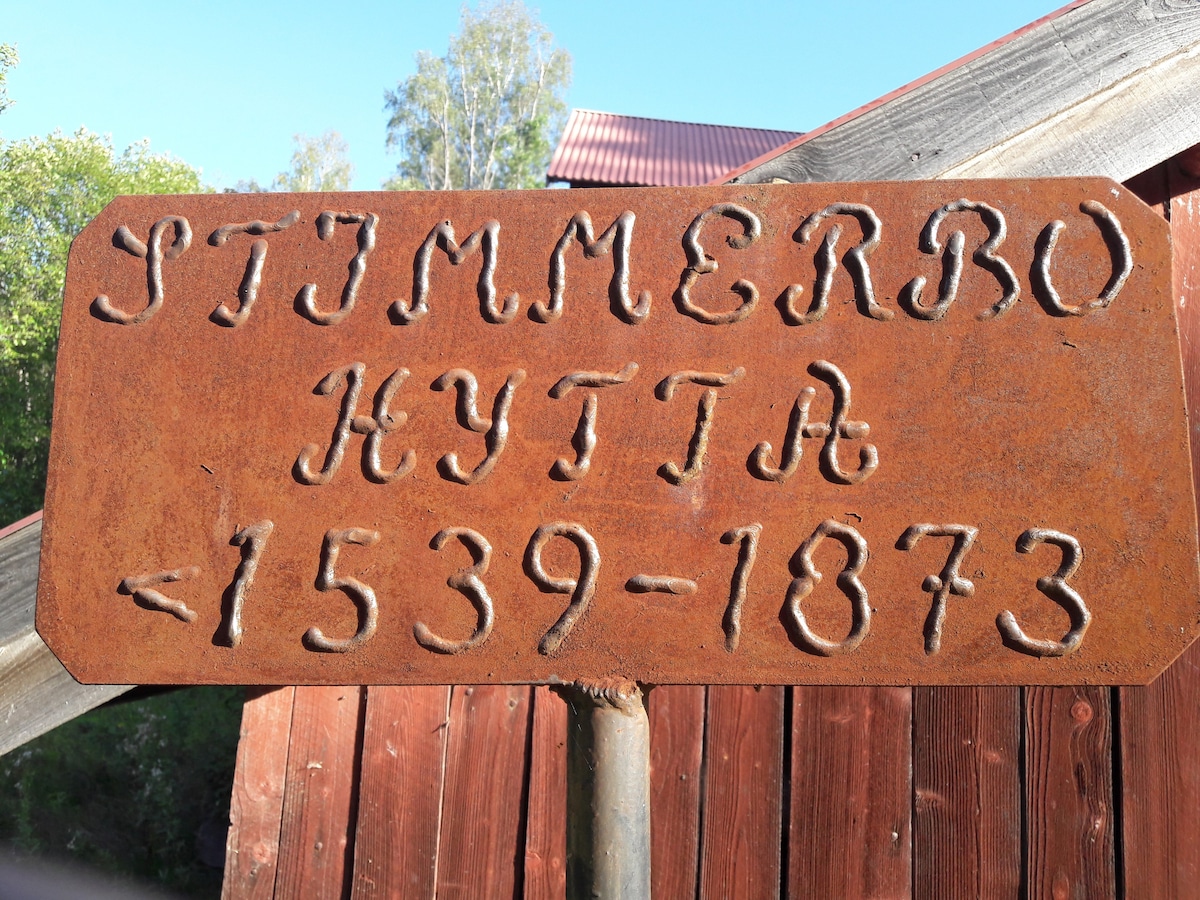 STIMMERBO
HYTTA
<1539-1873